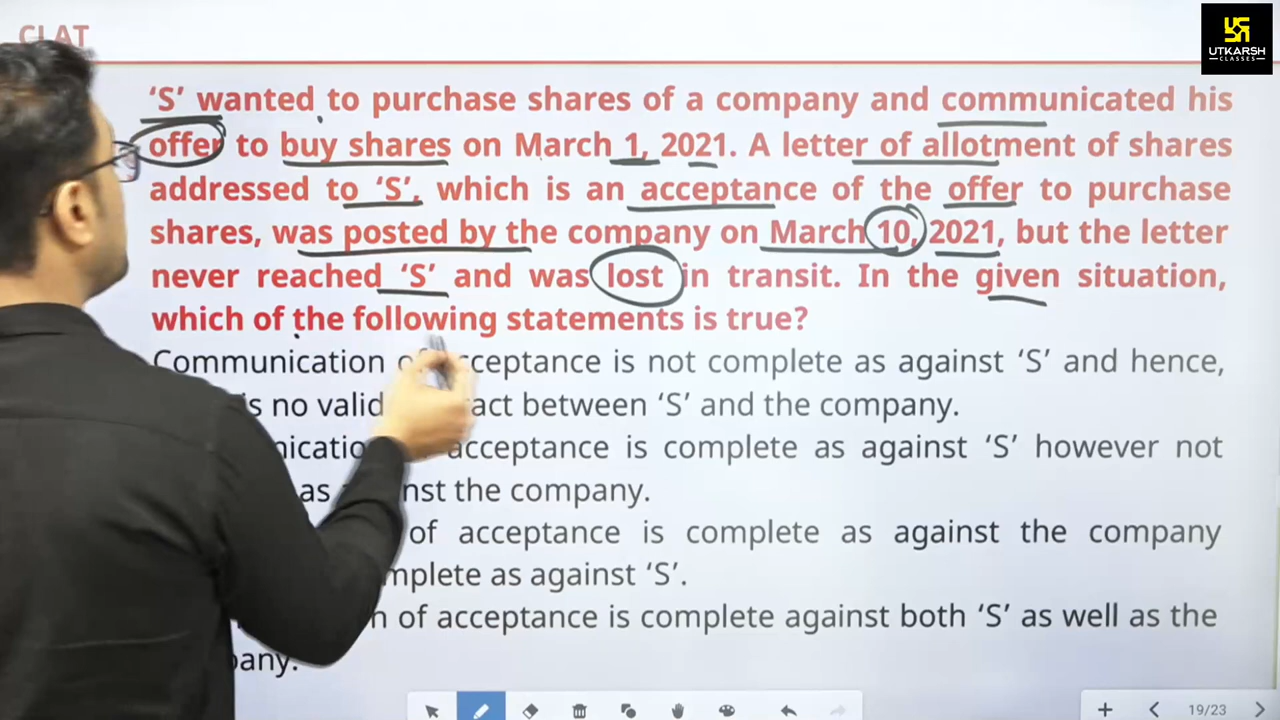 CLAT
UTKARSH
CLASSES
‘S’ wanted to purchase shares of a company and communicated his
offer to buy shares on March 1, 2021. A letter of allotment of shares
addressed to ‘S’, which is an acceptance of the offer to purchase
shares, was posted by the company on March 10, 2021, but the letter
never reached ‘S’ and was lost in transit. In the given situation,
which of the following statements is true?
Communication of acceptance is not complete as against ‘S’ and hence,
is no valid between ‘S’ and the company.
acceptance is complete as against ‘S’ however not
as the company.
of acceptance is complete as against the company
as against ‘S’.
of acceptance is complete against both ‘S’ as well as the
19/23